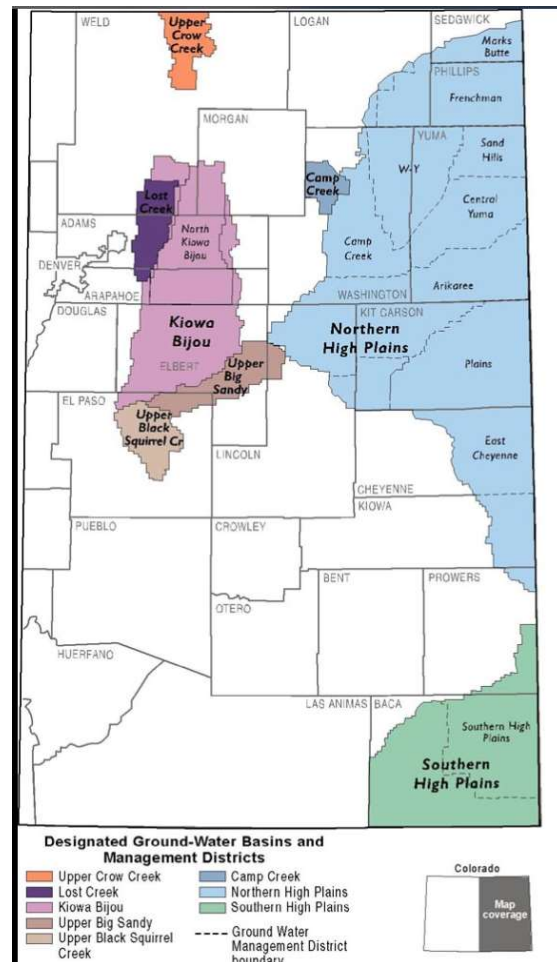 WELD
Upper
Crow
Creek
LOGAN
SEDGWICK
Marks
Butte
PHILLIPS
Frenchman
MORGAN
YUMA
Sand
Hills
W-Y
Camp
Creek
Lost
Creek
Central
Yuma
ADAMS
North
Kiowa
Bijou
Camp
Creek
DENVER
Arikaree
ARAPAHOE
WASHINGTON
DOUGLAS
KIT CARSON
Kiowa
Bijou
Northern
High Plains
ELBERT
Upper
Big
Sandy
Plains
EL PASO
Upper
Black
Squirrel Cr
East
Cheyenne
LINCOLN
CHEYENNE
KIOWA
PUEBLO
CROWLEY
BENT
PROWERS
OTERO
HUERFANO
LAS ANIMAS
BACA
Southern High
Plains
Southern
High Plains
Designated Ground-Water Basins and
Management Districts
Upper Crow Creek
Lost Creek
Kiowa Bijou
Upper Big Sandy
Upper Black Squirrel
Creek
Camp Creek
Northern High Plains
Southern High Plains
Ground Water
Management District
boundary
Colorado
Map
coverage